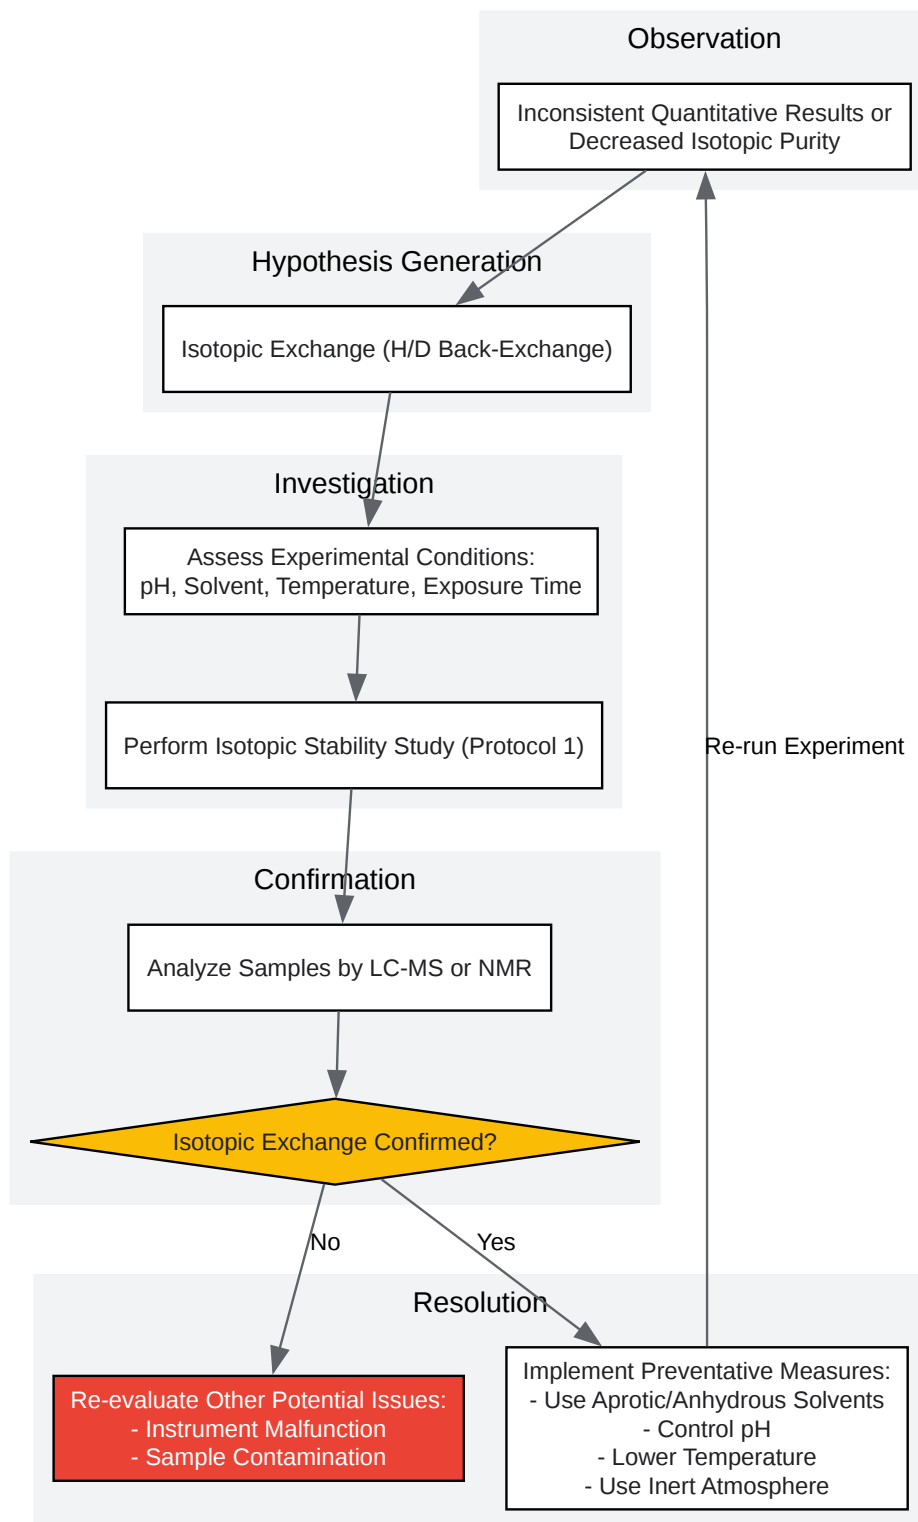 Observation
Inconsistent Quantitative Results or
Decreased Isotopic Purity
Hypothesis Generation
Isotopic Exchange (H/D Back-Exchange)
Investigation
Assess Experimental Conditions:
pH, Solvent, Temperature, Exposure Time
Perform Isotopic Stability Study (Protocol 1)
Re-run Experiment
Confirmation
Analyze Samples by LC-MS or NMR
Isotopic Exchange Confirmed?
No
Yes
Resolution
Re-evaluate Other Potential Issues:
- Instrument Malfunction
- Sample Contamination
Implement Preventative Measures:
- Use Aprotic/Anhydrous Solvents
- Control pH
- Lower Temperature
- Use Inert Atmosphere